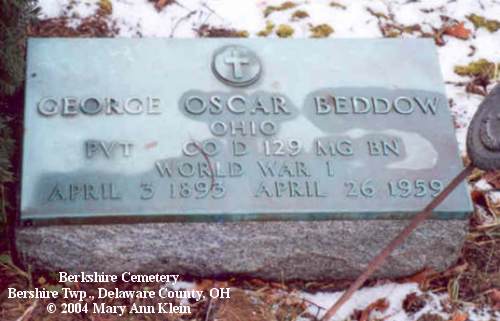 GEORGE OSCAR BEDDOW
OHIO
PVT CO D 129 MG BN
WORLD WAR I
APRIL 3 1893 APRIL 26 1959
Berkshire Cemetery
Bershire Twp., Delaware County, OH
© 2004 Mary Ann Klein